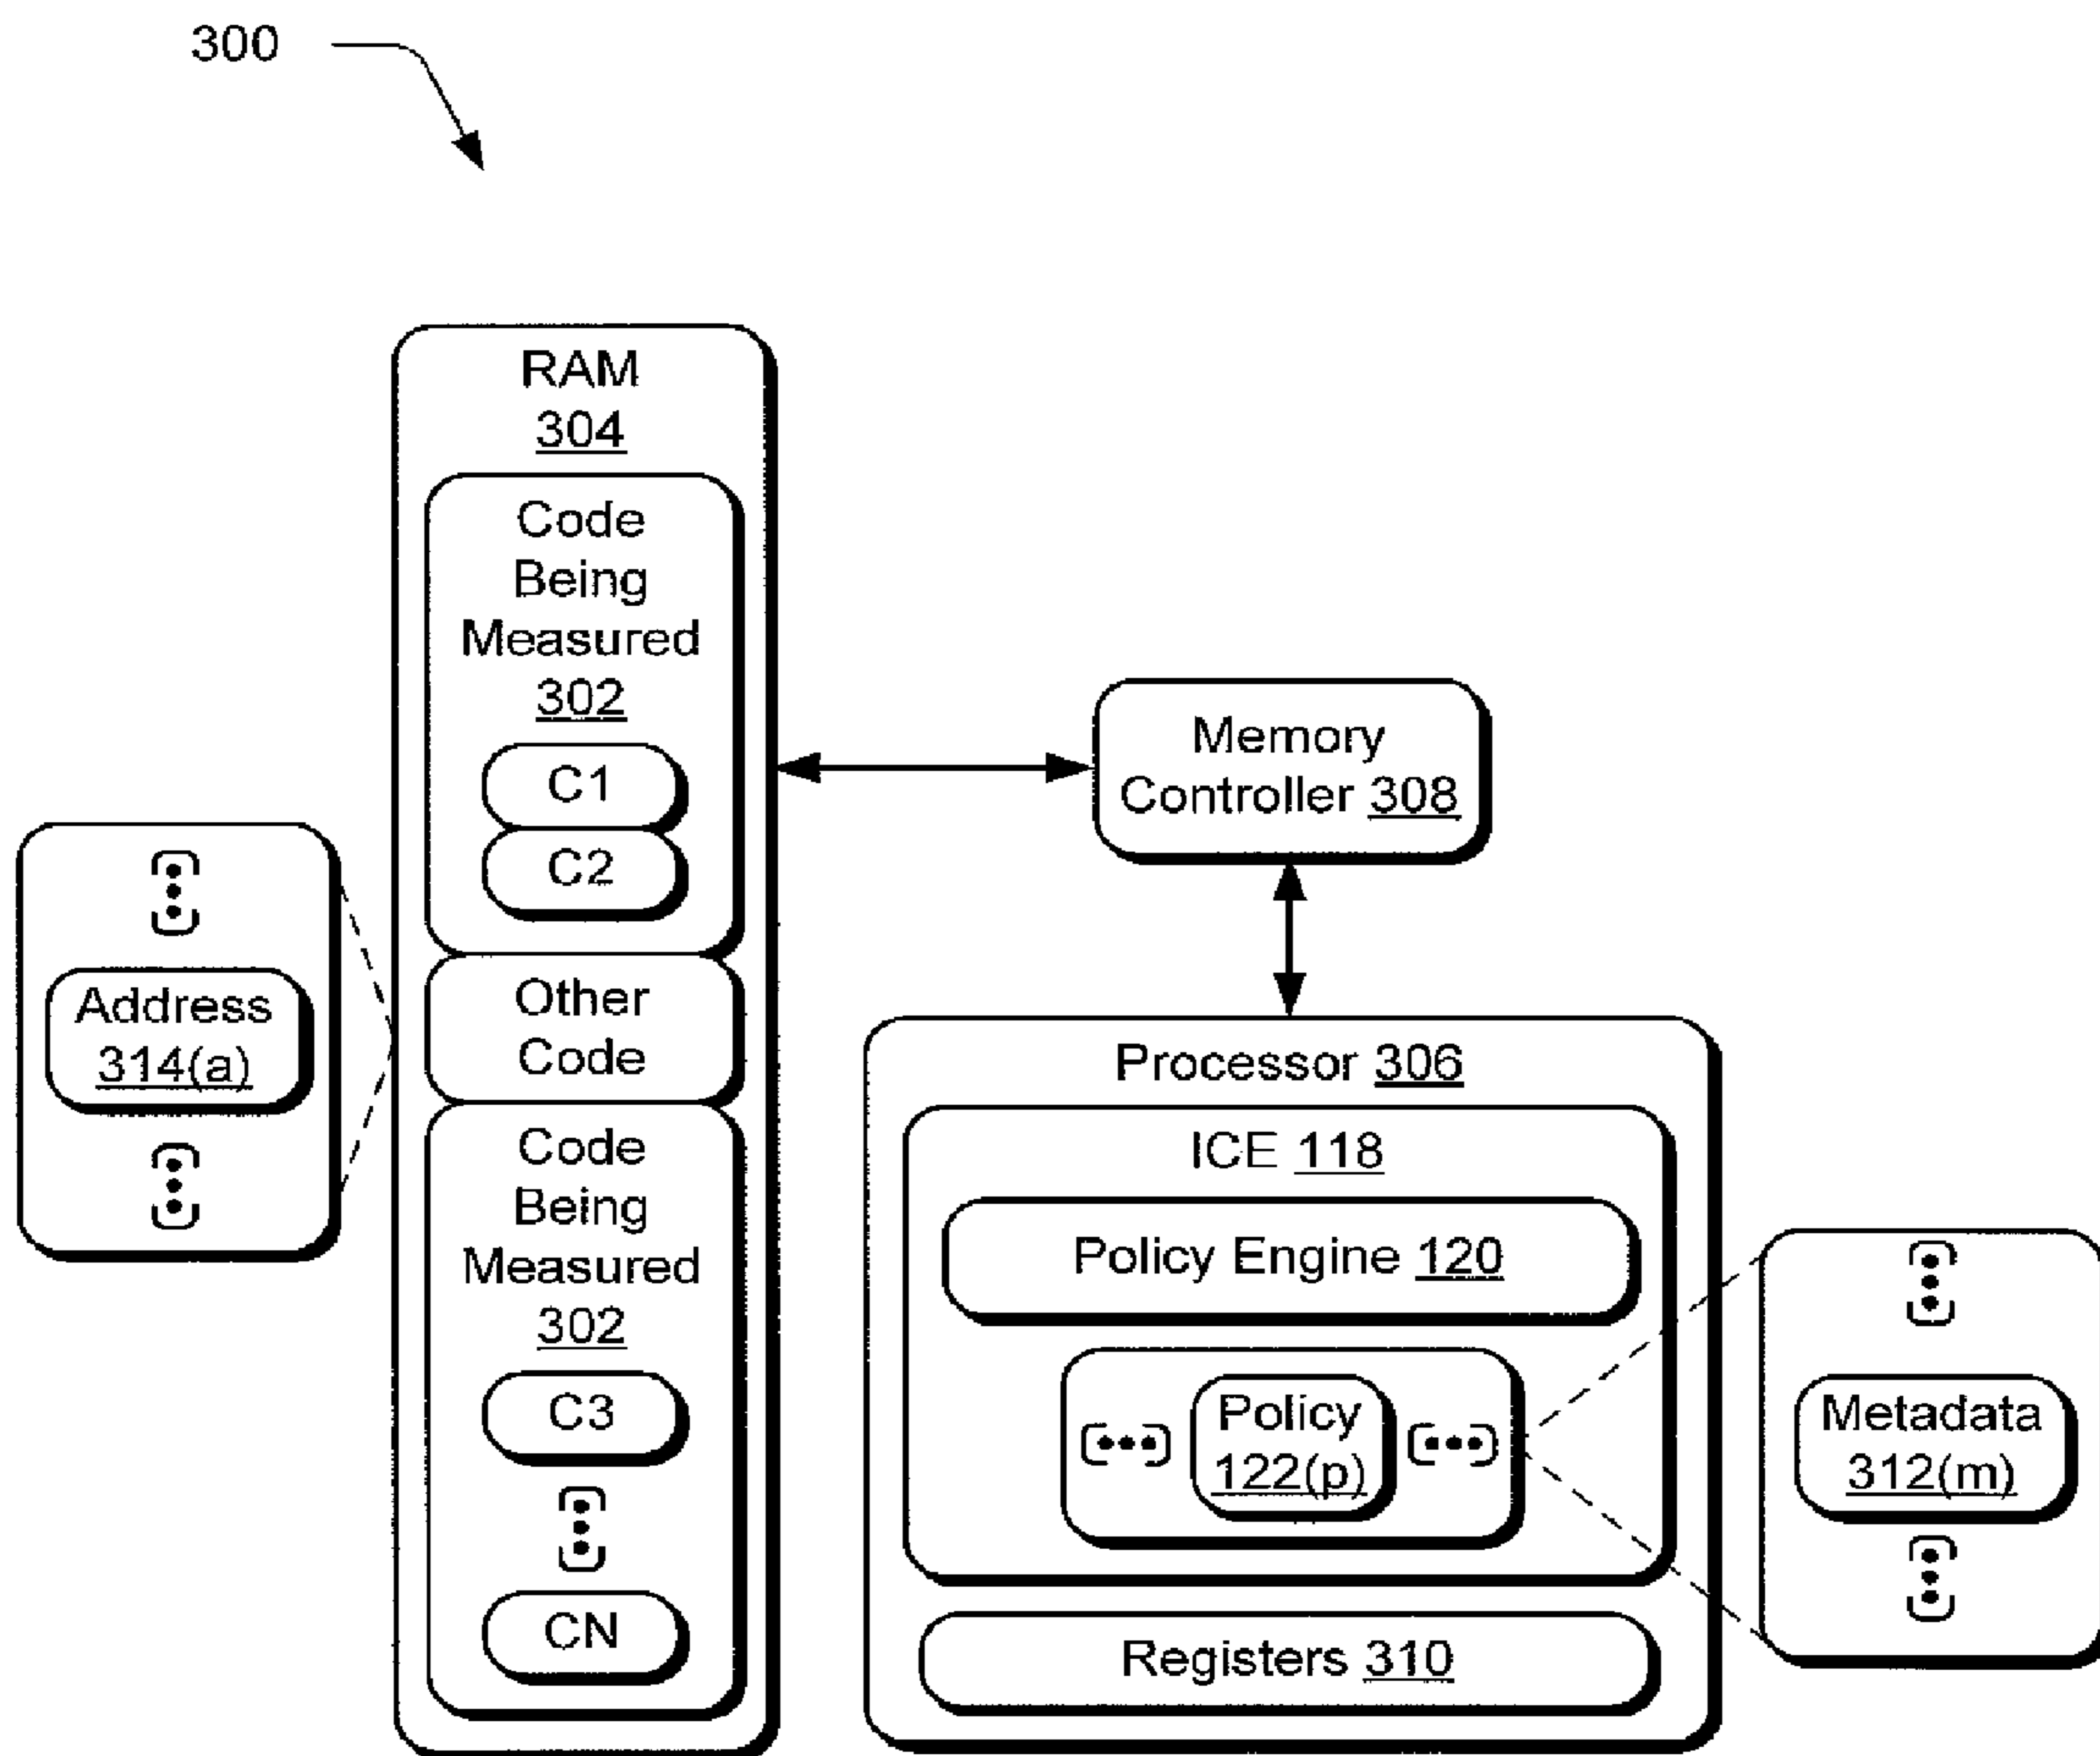 300
RAM
304
Code
Being
Measured
302
C1
C2
Other
Code
Code
Being
Measured
302
C3
CN
Address
314(a)
Memory
Controller 308
Processor 306
ICE 118
Policy Engine 120
Policy
122(p)
Registers 310
Metadata
312(m)